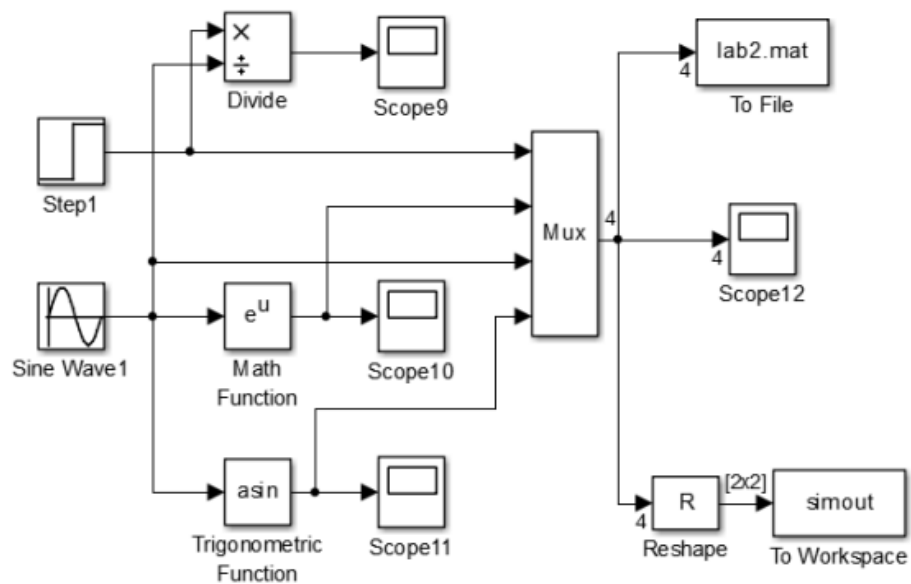 ×
÷
Divide
Scope9
lab2.mat
4
To File
Step1
Mux
4
4
Scope12
Sine Wave1
e^u
Math
Function
Scope10
asin
Trigonometric
Function
Scope11
4
R
Reshape
[2x2]
simout
To Workspace